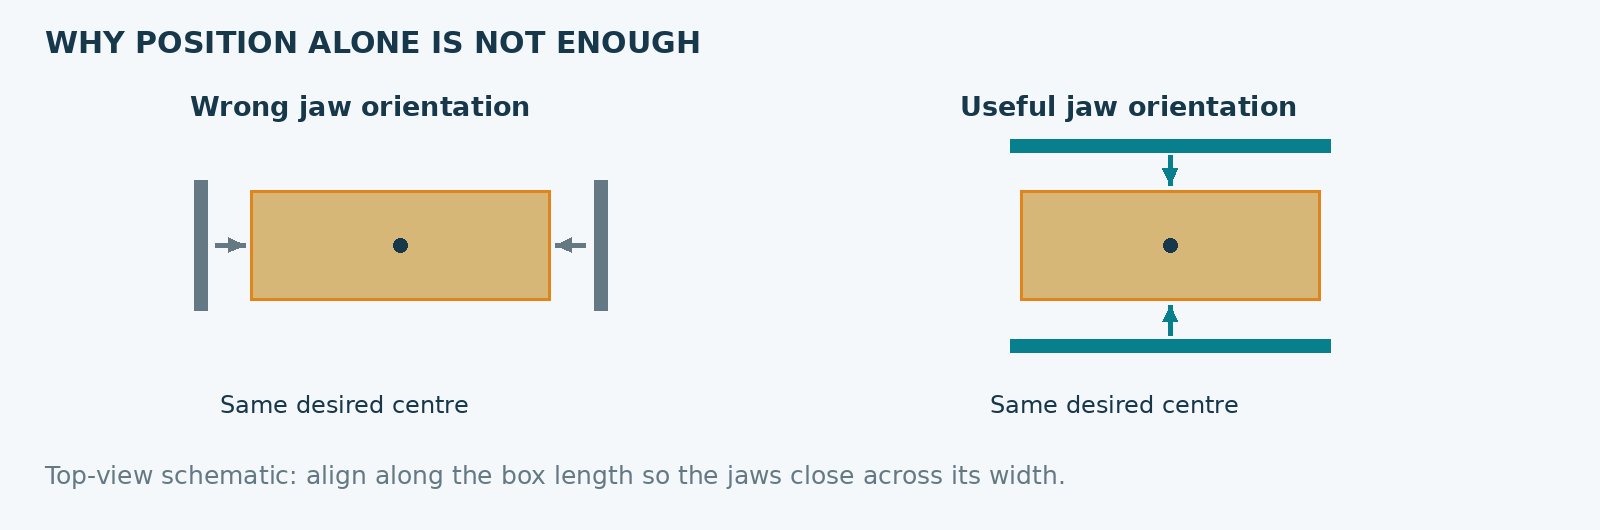 WHY POSITION ALONE IS NOT ENOUGH
Wrong jaw orientation
Useful jaw orientation
Same desired centre
Same desired centre
Top-view schematic: align along the box length so the jaws close across its width.